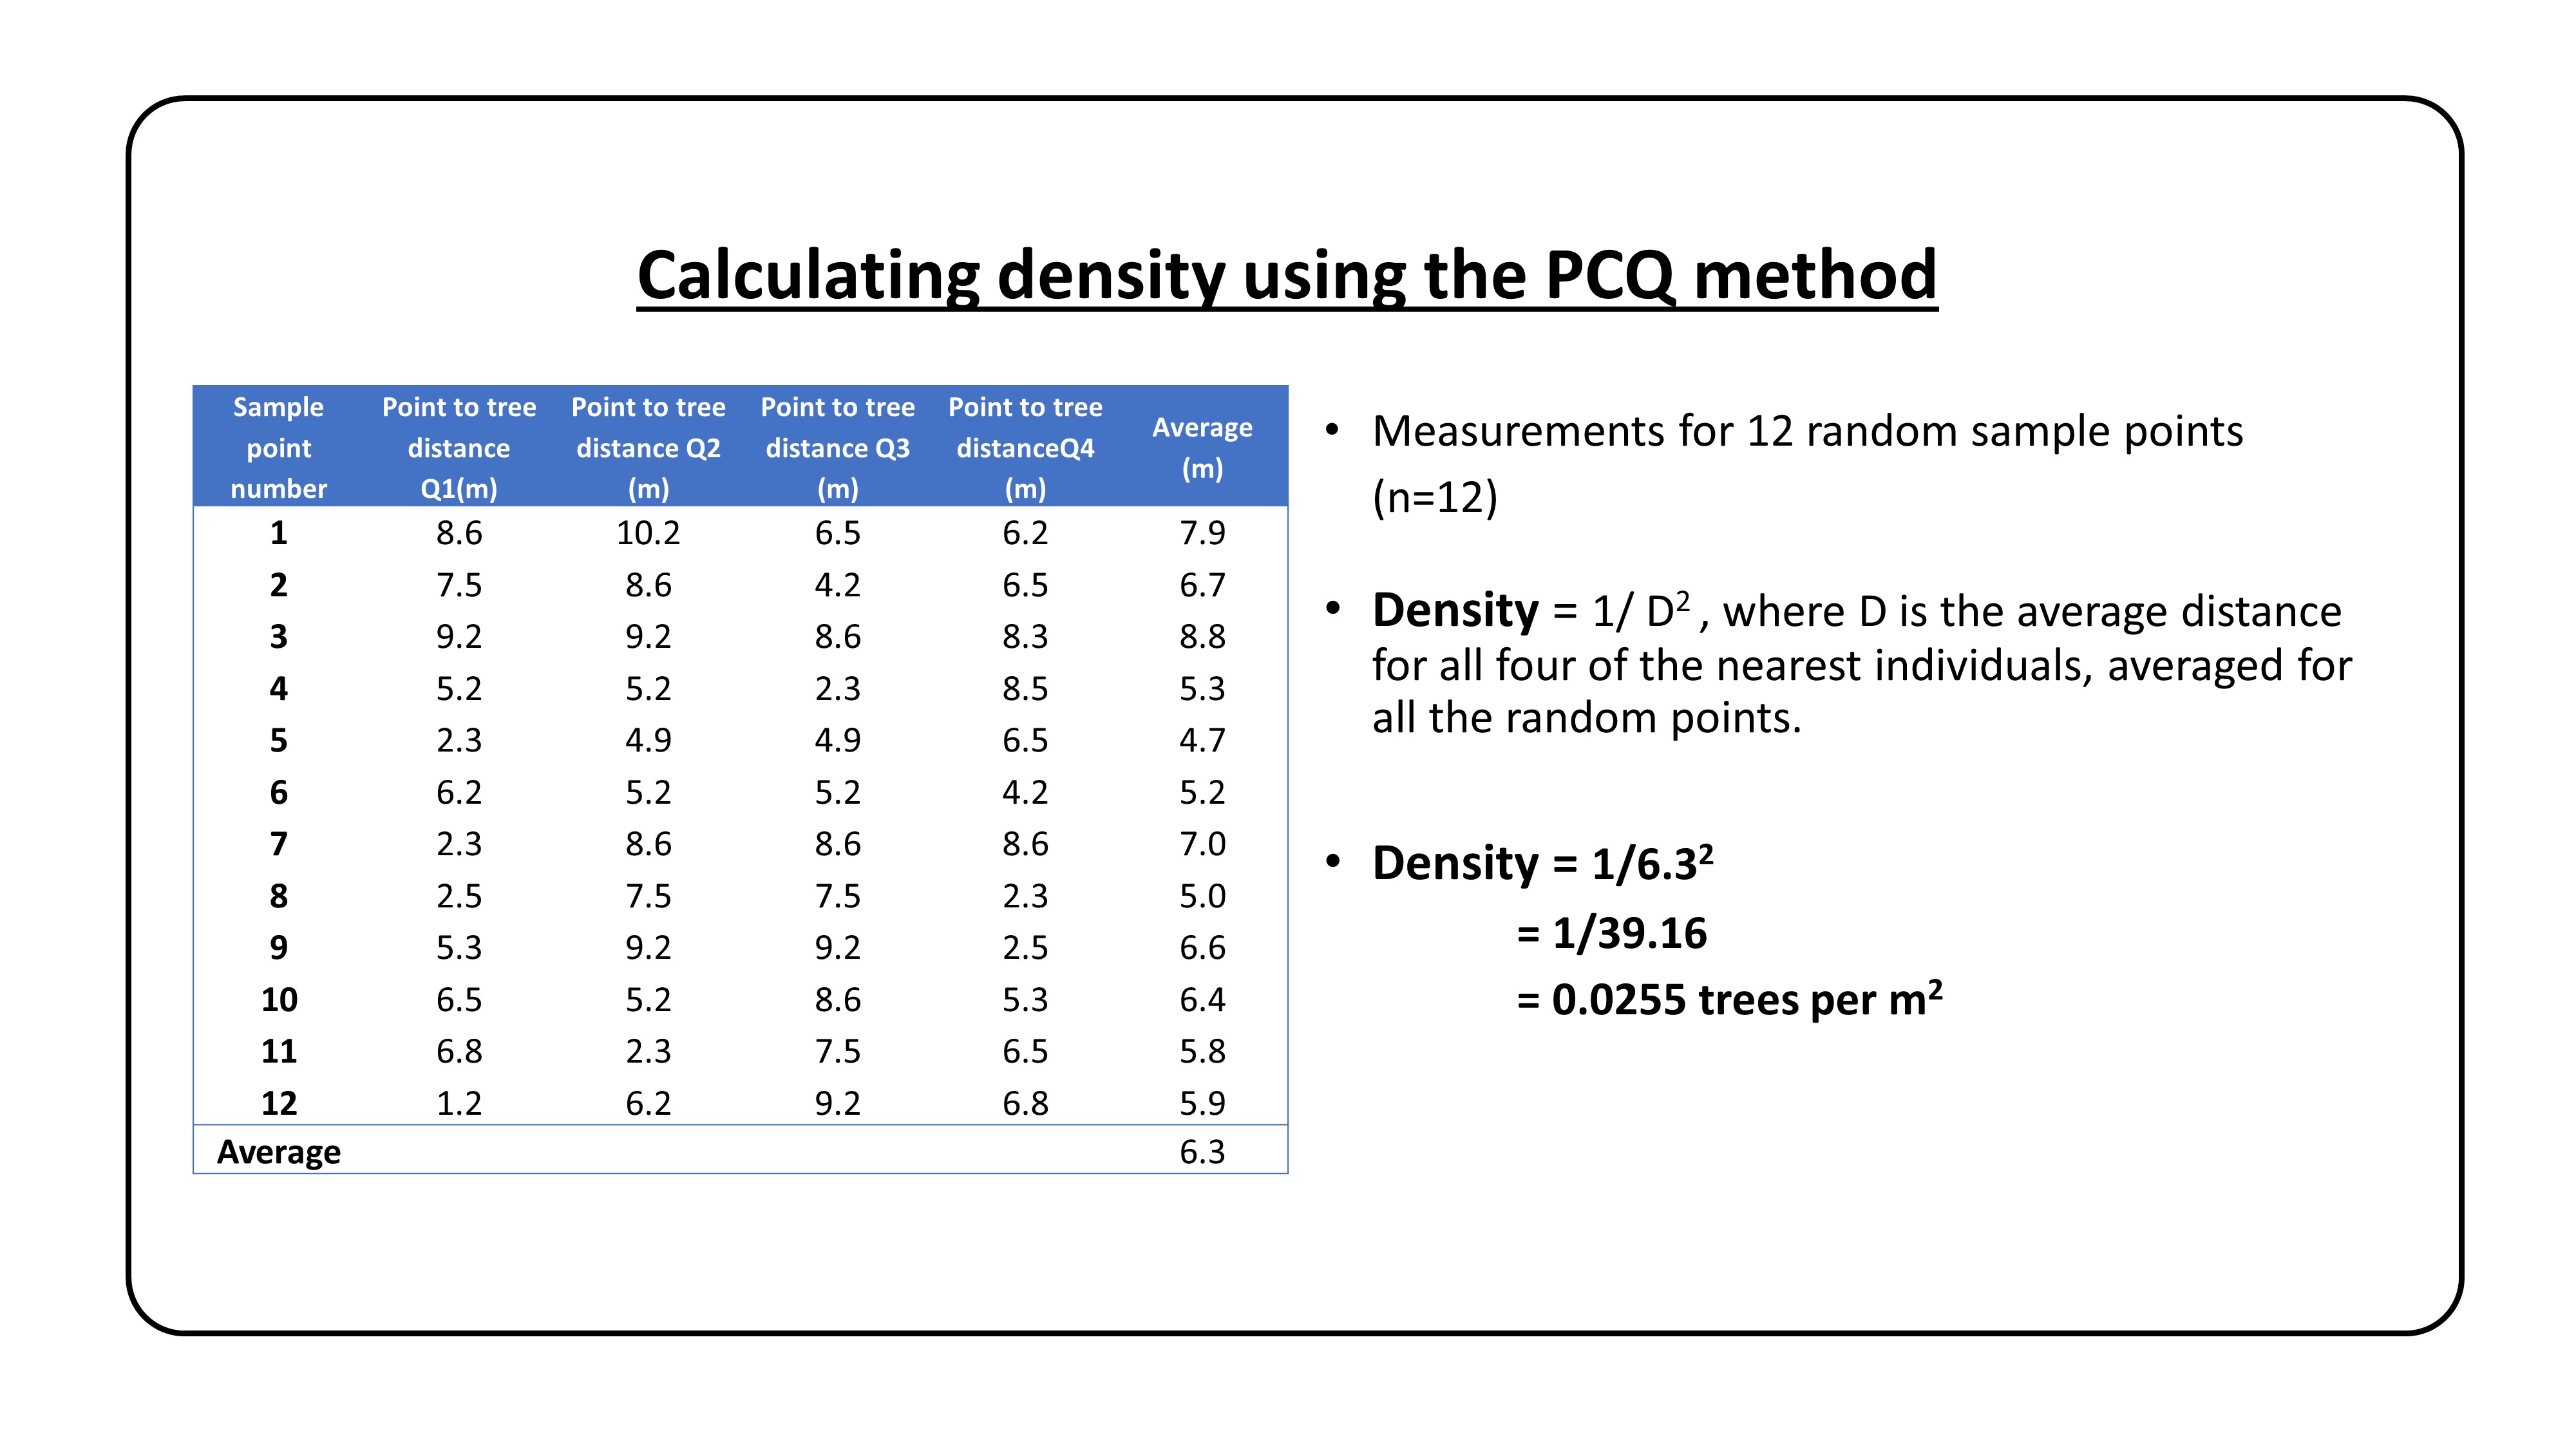 Calculating density using the PCQ method
Sample point number | Point to tree distance Q1(m) | Point to tree distance Q2 (m) | Point to tree distance Q3 (m) | Point to tree distanceQ4 (m) | Average (m)
1 8.6 10.2 6.5 6.2 7.9
2 7.5 8.6 4.2 6.5 6.7
3 9.2 9.2 8.6 8.3 8.8
4 5.2 5.2 2.3 8.5 5.3
5 2.3 4.9 4.9 6.5 4.7
6 6.2 5.2 5.2 4.2 5.2
7 2.3 8.6 8.6 8.6 7.0
8 2.5 7.5 7.5 2.3 5.0
9 5.3 9.2 9.2 2.5 6.6
10 6.5 5.2 8.6 5.3 6.4
11 6.8 2.3 7.5 6.5 5.8
12 1.2 6.2 9.2 6.8 5.9
Average 6.3
• Measurements for 12 random sample points
(n=12)
• Density = 1/ D² , where D is the average distance
for all four of the nearest individuals, averaged for
all the random points.
• Density = 1/6.3²
= 1/39.16
= 0.0255 trees per m²